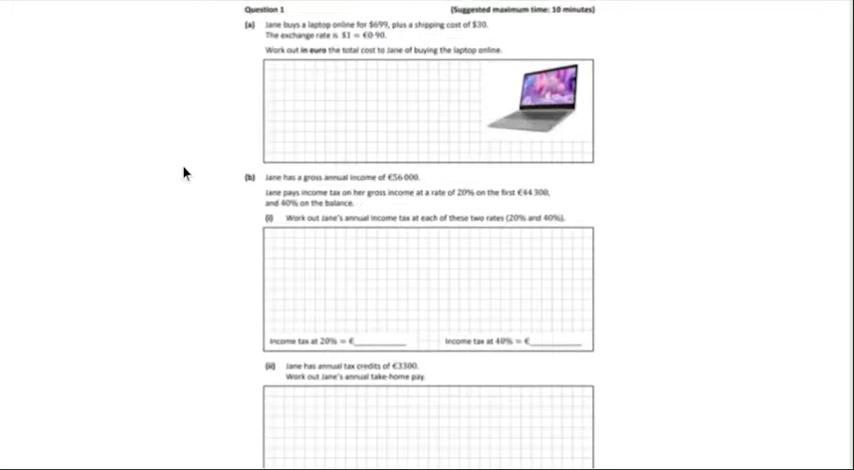 Question 1 (Suggested maximum time: 10 minutes)
(a) Jane buys a laptop online for $699, plus a shipping cost of $30.
The exchange rate is $1 = €0·90.
Work out in euro the total cost to Jane of buying the laptop online.
(b) Jane has a gross annual income of €56 000.
Jane pays income tax on her gross income at a rate of 20% on the first €44 300,
and 40% on the balance.
(i) Work out Jane's annual income tax at each of these two rates (20% and 40%).
Income tax at 20% = €__________ Income tax at 40% = €__________
(ii) Jane has annual tax credits of €3300.
Work out Jane's annual take-home pay.